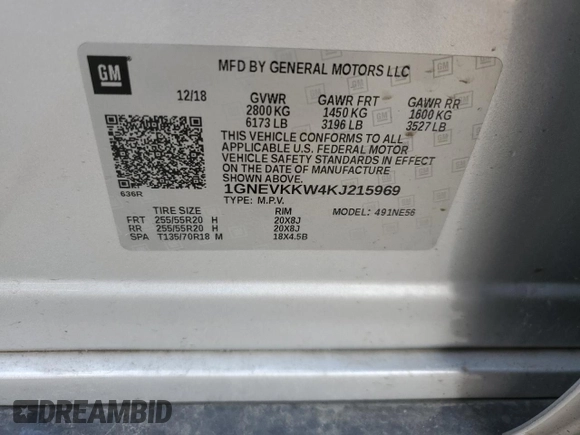 GM
MFD BY GENERAL MOTORS LLC
12/18 GVWR GAWR FRT GAWR RR
2800 KG 1450 KG 1600 KG
6173 LB 3196 LB 3527 LB
THIS VEHICLE CONFORMS TO ALL
APPLICABLE U.S. FEDERAL MOTOR
VEHICLE SAFETY STANDARDS IN EFFECT
ON THE DATE OF MANUFACTURE
SHOWN ABOVE.
636R 1GNEVKKW4KJ215969
TYPE: M.P.V. MODEL: 491NE56
TIRE SIZE RIM
FRT 255/55R20 H 20X8J
RR 255/55R20 H 20X8J
SPA T135/70R18 M 18X4.5B
DREAMBID